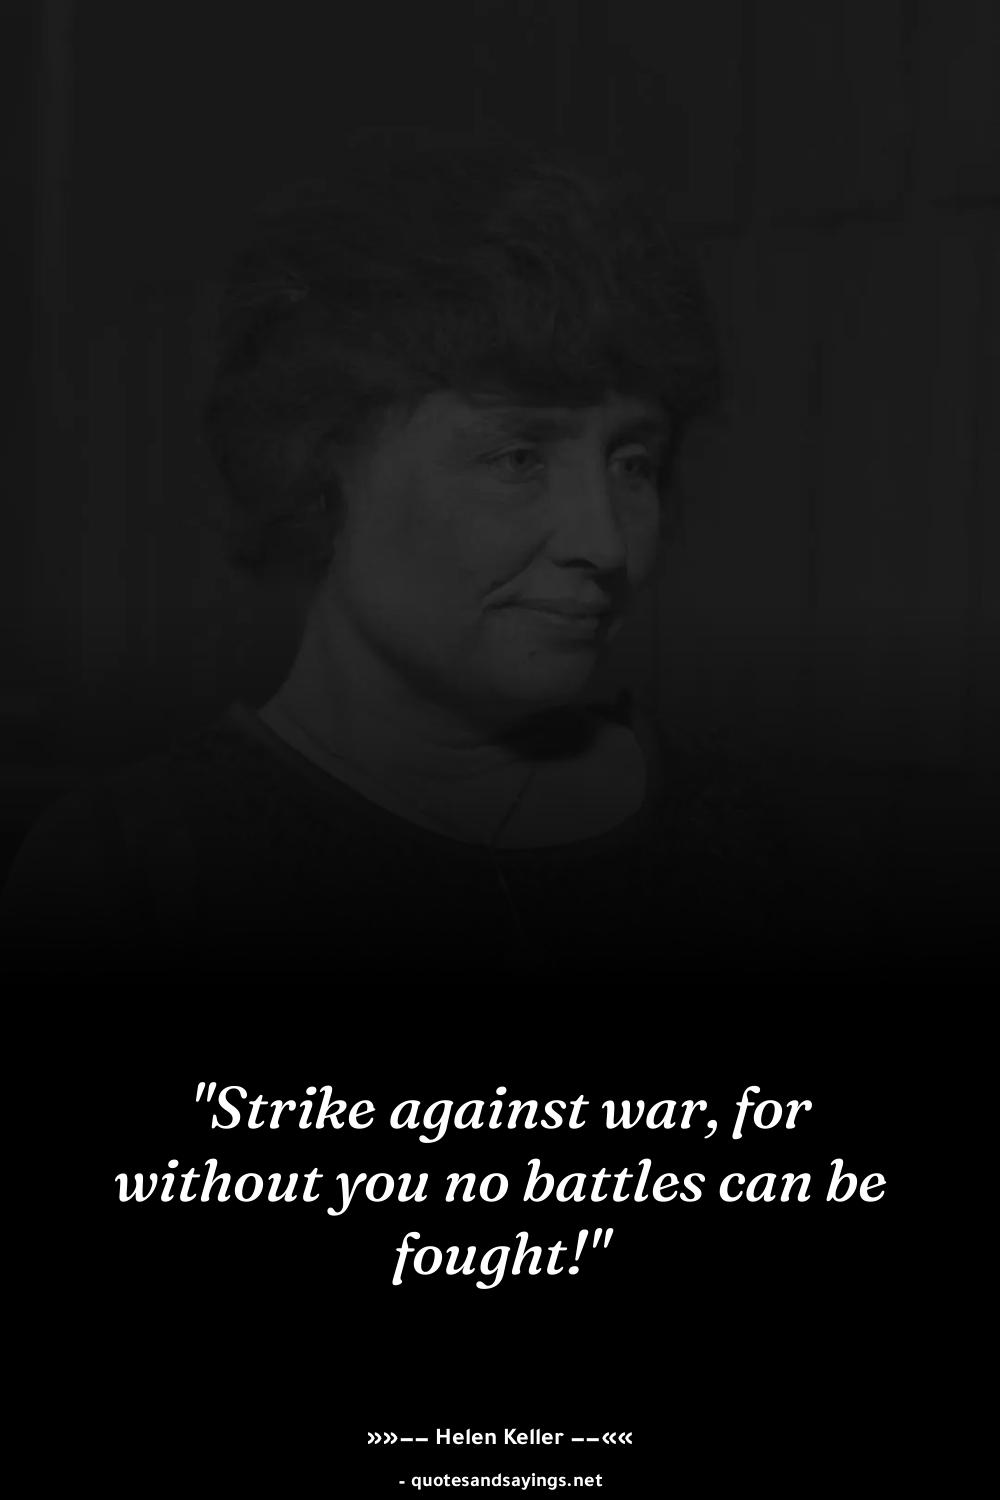 "Strike against war, for
without you no battles can be
fought!"
»»−− Helen Keller −−««
- quotesandsayings.net